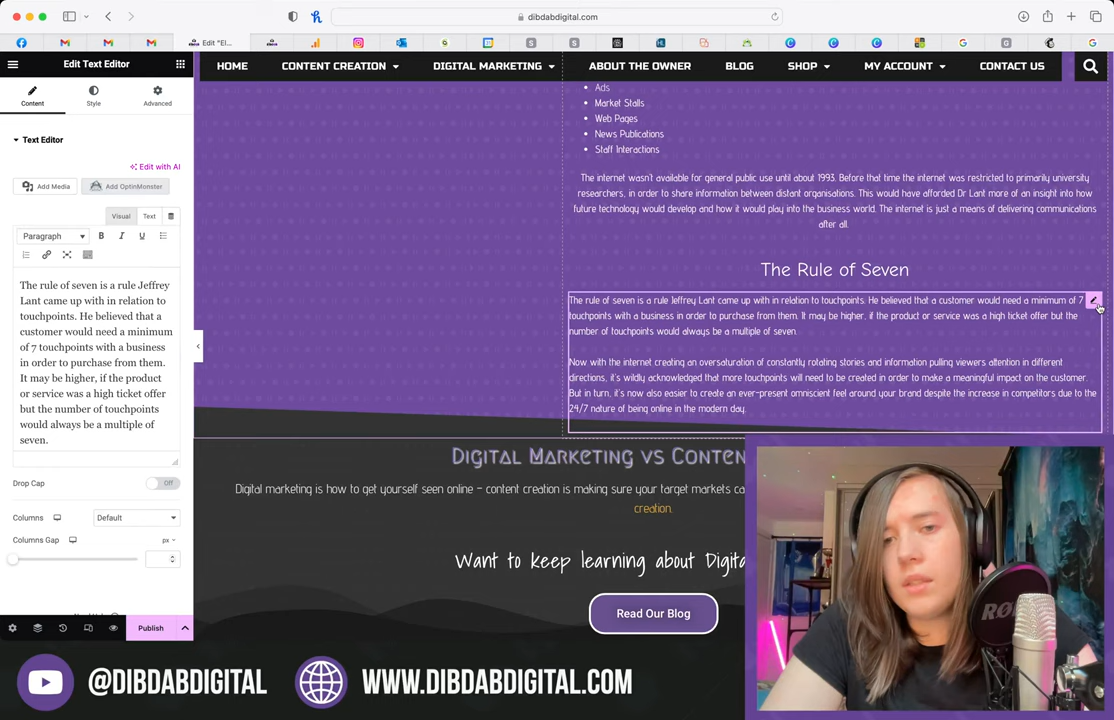 dibdabdigital.com
Edit "El...
Edit Text Editor
HOME
CONTENT CREATION
DIGITAL MARKETING
ABOUT THE OWNER
BLOG
SHOP
MY ACCOUNT
CONTACT US
Content
Style
Advanced
Text Editor
Edit with AI
Add Media
Add OptinMonster
Visual
Text
Paragraph
B
I
U
The rule of seven is a rule Jeffrey
Lant came up with in relation to
touchpoints. He believed that a
customer would need a minimum
of 7 touchpoints with a business
in order to purchase from them.
It may be higher, if the product
or service was a high ticket offer
but the number of touchpoints
would always be a multiple of
seven.
Drop Cap
Off
Columns
Default
Columns Gap
px
Publish
Ads
Market Stalls
Web Pages
News Publications
Staff Interactions
The internet wasn't available for general public use until about 1993. Before that time the internet was restricted to primarily university
researchers, in order to share information between distant organisations. This would have afforded Dr Lant more of an insight into how
future technology would develop and how it would play into the business world. The internet is just a means of delivering communications
after all.
The Rule of Seven
The rule of seven is a rule Jeffrey Lant came up with in relation to touchpoints. He believed that a customer would need a minimum of 7
touchpoints with a business in order to purchase from them. It may be higher, if the product or service was a high ticket offer but the
number of touchpoints would always be a multiple of seven.
Now with the internet creating an oversaturation of constantly rotating stories and information pulling viewers attention in different
directions, it's wildly acknowledged that more touchpoints will need to be created in order to make a meaningful impact on the customer.
But in turn, it's now also easier to create an ever-present omniscient feel around your brand despite the increase in competitors due to the
24/7 nature of being online in the modern day.
Digital Marketing vs Conten
Digital marketing is how to get yourself seen online – content creation is making sure your target markets ca
creation.
Want to keep learning about Digita
Read Our Blog
@DIBDABDIGITAL
WWW.DIBDABDIGITAL.COM